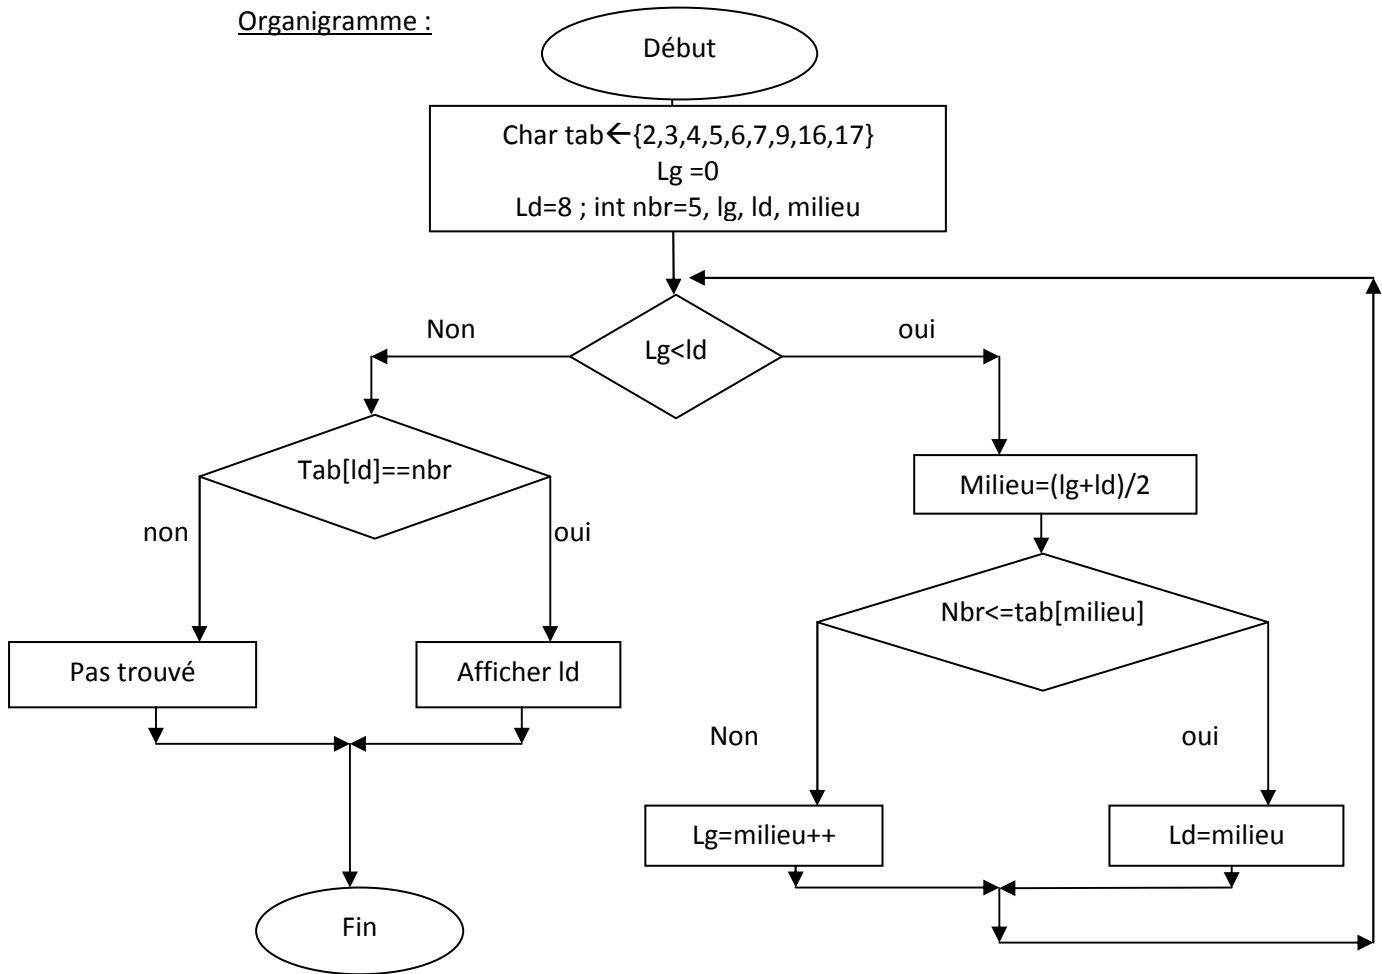 Organigramme :
Début
Char tab←{2,3,4,5,6,7,9,16,17}
Lg =0
Ld=8 ; int nbr=5, lg, ld, milieu
Non
Lg<ld
oui
Tab[ld]==nbr
Milieu=(lg+ld)/2
non
oui
Nbr<=tab[milieu]
Pas trouvé
Afficher ld
Non
oui
Lg=milieu++
Ld=milieu
Fin